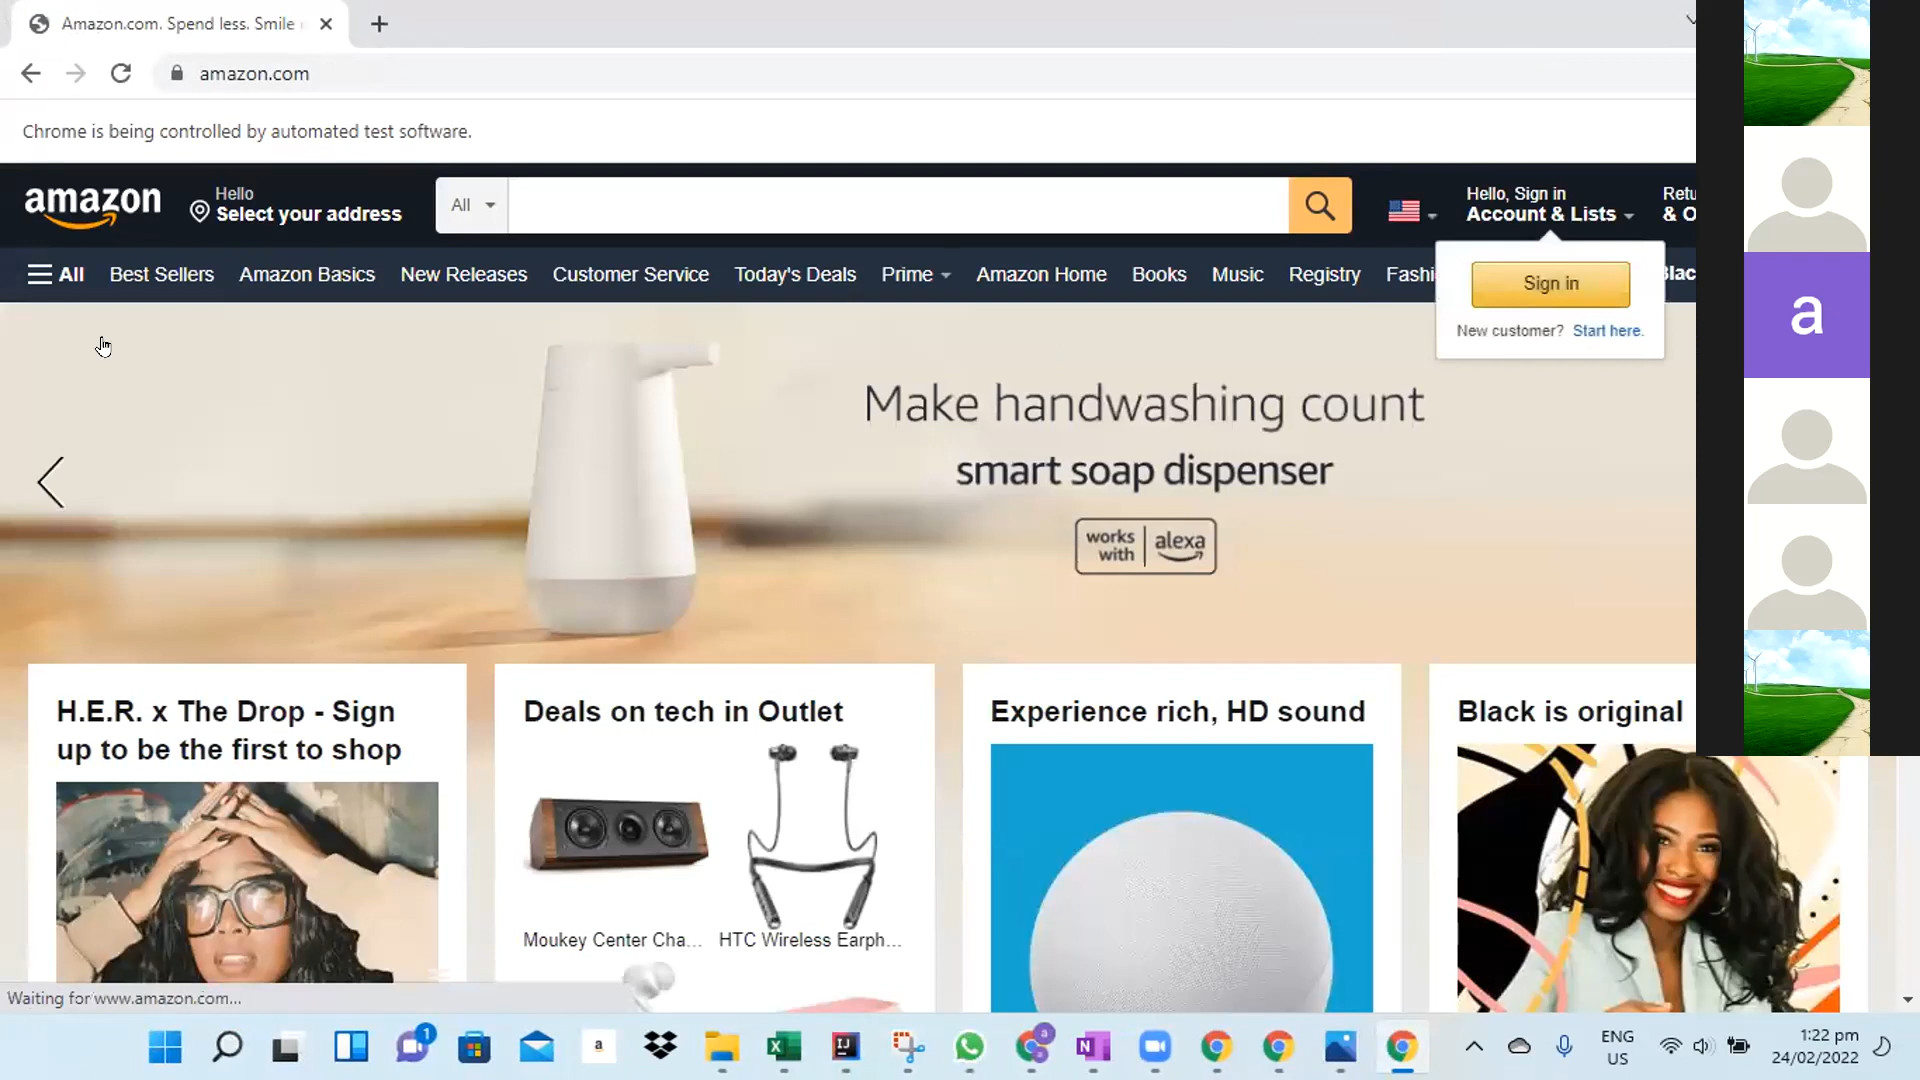 Amazon.com. Spend less. Smile
amazon.com
Chrome is being controlled by automated test software.
amazon
Hello
Select your address
All
Hello, Sign in
Account & Lists
Retu
& O
All
Best Sellers
Amazon Basics
New Releases
Customer Service
Today's Deals
Prime
Amazon Home
Books
Music
Registry
Fashi
Blac
Sign in
New customer? Start here.
a
Make handwashing count
smart soap dispenser
works
with
alexa
H.E.R. x The Drop - Sign
up to be the first to shop
Deals on tech in Outlet
Experience rich, HD sound
Black is original
Moukey Center Cha...
HTC Wireless Earph...
Waiting for www.amazon.com...
1
a
IJ
a
N
ENG
US
1:22 pm
24/02/2022